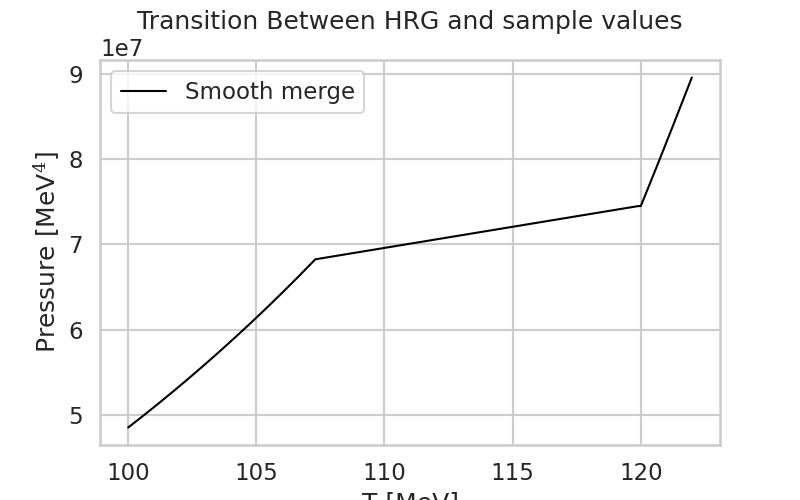 Transition Between HRG and sample values
1e7
Smooth merge
9
8
7
6
5
Pressure [MeV⁴]
100 105 110 115 120
T [MeV]